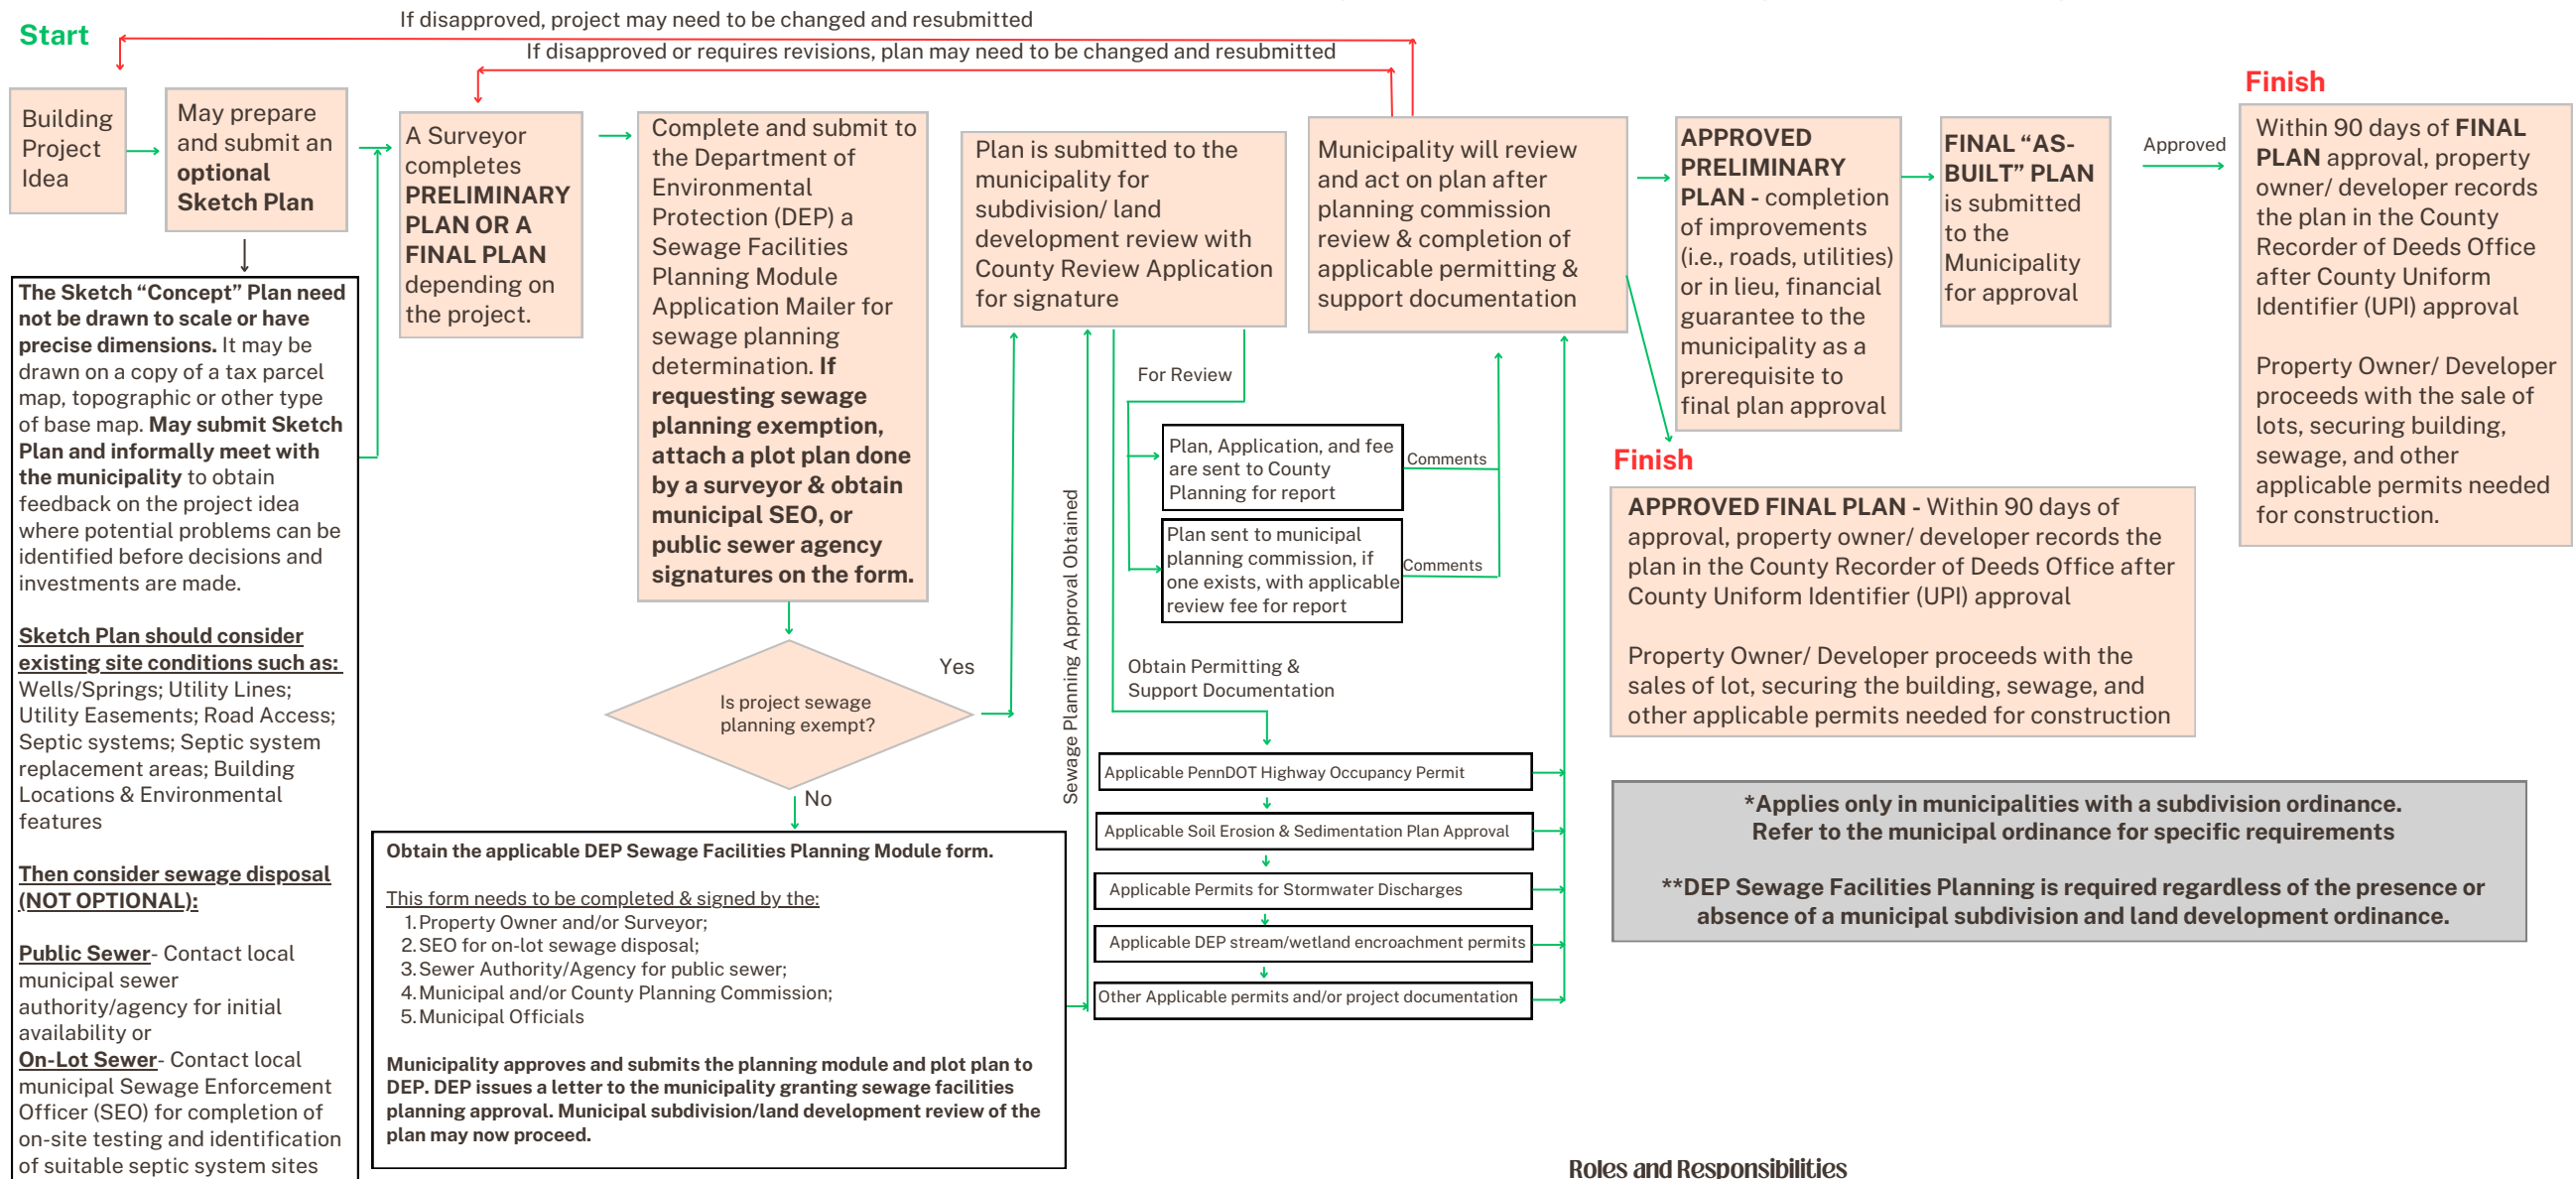 If disapproved, project may need to be changed and resubmitted
Start
If disapproved or requires revisions, plan may need to be changed and resubmitted
Building
Project
Idea
May prepare
and submit an
optional
Sketch Plan
The Sketch “Concept” Plan need
not be drawn to scale or have
precise dimensions. It may be
drawn on a copy of a tax parcel
map, topographic or other type
of base map. May submit Sketch
Plan and informally meet with
the municipality to obtain
feedback on the project idea
where potential problems can be
identified before decisions and
investments are made.
Sketch Plan should consider
existing site conditions such as:
Wells/Springs; Utility Lines;
Utility Easements; Road Access;
Septic systems; Septic system
replacement areas; Building
Locations & Environmental
features
Then consider sewage disposal
(NOT OPTIONAL):
Public Sewer- Contact local
municipal sewer
authority/agency for initial
availability or
On-Lot Sewer- Contact local
municipal Sewage Enforcement
Officer (SEO) for completion of
on-site testing and identification
of suitable septic system sites
A Surveyor
completes
PRELIMINARY
PLAN OR A
FINAL PLAN
depending on
the project.
Complete and submit to
the Department of
Environmental
Protection (DEP) a
Sewage Facilities
Planning Module
Application Mailer for
sewage planning
determination. If
requesting sewage
planning exemption,
attach a plot plan done
by a surveyor & obtain
municipal SEO, or
public sewer agency
signatures on the form.
Is project sewage
planning exempt?
Yes
No
Obtain the applicable DEP Sewage Facilities Planning Module form.
This form needs to be completed & signed by the:
1. Property Owner and/or Surveyor;
2. SEO for on-lot sewage disposal;
3. Sewer Authority/Agency for public sewer;
4. Municipal and/or County Planning Commission;
5. Municipal Officials
Municipality approves and submits the planning module and plot plan to
DEP. DEP issues a letter to the municipality granting sewage facilities
planning approval. Municipal subdivision/land development review of the
plan may now proceed.
Sewage Planning Approval Obtained
Plan is submitted to the
municipality for
subdivision/ land
development review with
County Review Application
for signature
For Review
Plan, Application, and fee
are sent to County
Planning for report
Comments
Plan sent to municipal
planning commission, if
one exists, with applicable
review fee for report
Comments
Obtain Permitting &
Support Documentation
Applicable PennDOT Highway Occupancy Permit
Applicable Soil Erosion & Sedimentation Plan Approval
Applicable Permits for Stormwater Discharges
Applicable DEP stream/wetland encroachment permits
Other Applicable permits and/or project documentation
Municipality will review
and act on plan after
planning commission
review & completion of
applicable permitting &
support documentation
APPROVED
PRELIMINARY
PLAN - completion
of improvements
(i.e., roads, utilities)
or in lieu, financial
guarantee to the
municipality as a
prerequisite to
final plan approval
FINAL “AS-
BUILT” PLAN
is submitted
to the
Municipality
for approval
Approved
Finish
Within 90 days of FINAL
PLAN approval, property
owner/ developer records
the plan in the County
Recorder of Deeds Office
after County Uniform
Identifier (UPI) approval
Property Owner/ Developer
proceeds with the sale of
lots, securing building,
sewage, and other
applicable permits needed
for construction.
Finish
APPROVED FINAL PLAN - Within 90 days of
approval, property owner/ developer records the
plan in the County Recorder of Deeds Office after
County Uniform Identifier (UPI) approval
Property Owner/ Developer proceeds with the
sales of lot, securing the building, sewage, and
other applicable permits needed for construction
*Applies only in municipalities with a subdivision ordinance.
Refer to the municipal ordinance for specific requirements
**DEP Sewage Facilities Planning is required regardless of the presence or
absence of a municipal subdivision and land development ordinance.
Roles and Responsibilities